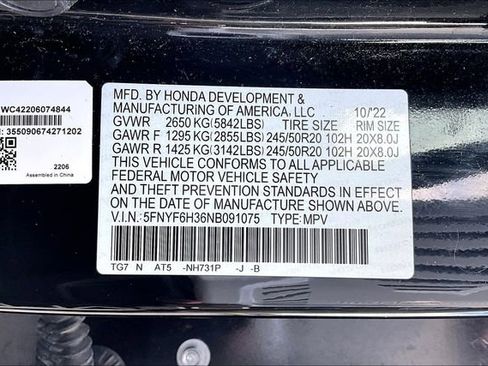 WC42206074844
: 355090674271202
2206
Assembled in China
MFD. BY HONDA DEVELOPMENT &
MANUFACTURING OF AMERICA, LLC 10/'22
GVWR 2650 KG(5842LBS) TIRE SIZE RIM SIZE
GAWR F 1295 KG(2855LBS) 245/50R20 102H 20X8.0J
GAWR R 1425 KG(3142LBS) 245/50R20 102H 20X8.0J
THIS VEHICLE CONFORMS TO ALL APPLICABLE
FEDERAL MOTOR VEHICLE SAFETY
AND THEFT PREVENTION STANDARDS IN EFFECT
ON THE DATE OF MANUFACTURE SHOWN ABOVE.
V.I.N: 5FNYF6H36NB091075 TYPE: MPV
TG7 N AT5 -NH731P -J -B